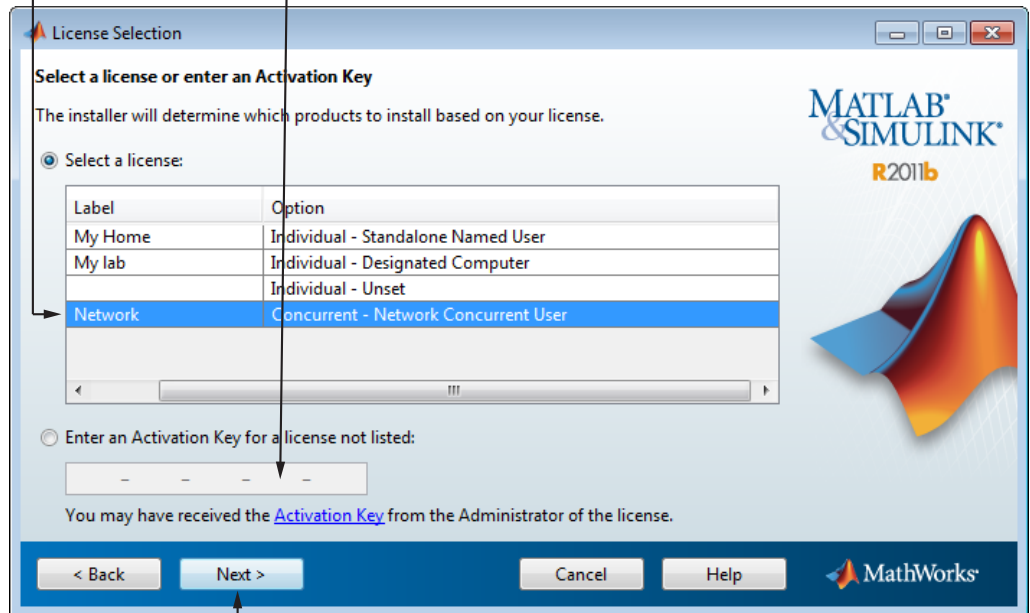 License Selection
Select a license or enter an Activation Key
The installer will determine which products to install based on your license.
MATLAB®
&SIMULINK®
R2011b
Select a license:
Label Option
My Home Individual - Standalone Named User
My lab Individual - Designated Computer
Individual - Unset
Network Concurrent - Network Concurrent User
Enter an Activation Key for a license not listed:
- - - -
You may have received the Activation Key from the Administrator of the license.
< Back Next > Cancel Help MathWorks®